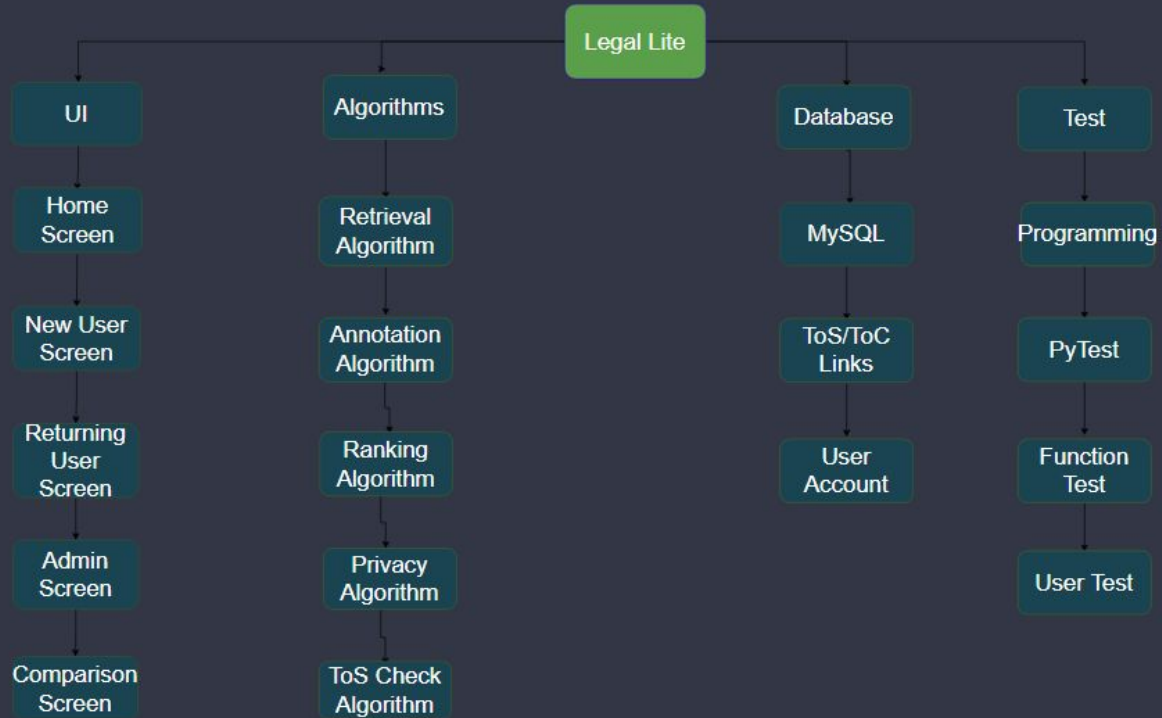 Legal Lite
UI
Home
Screen
New User
Screen
Returning
User
Screen
Admin
Screen
Comparison
Screen
Algorithms
Retrieval
Algorithm
Annotation
Algorithm
Ranking
Algorithm
Privacy
Algorithm
ToS Check
Algorithm
Database
MySQL
ToS/ToC
Links
User
Account
Test
Programming
PyTest
Function
Test
User Test